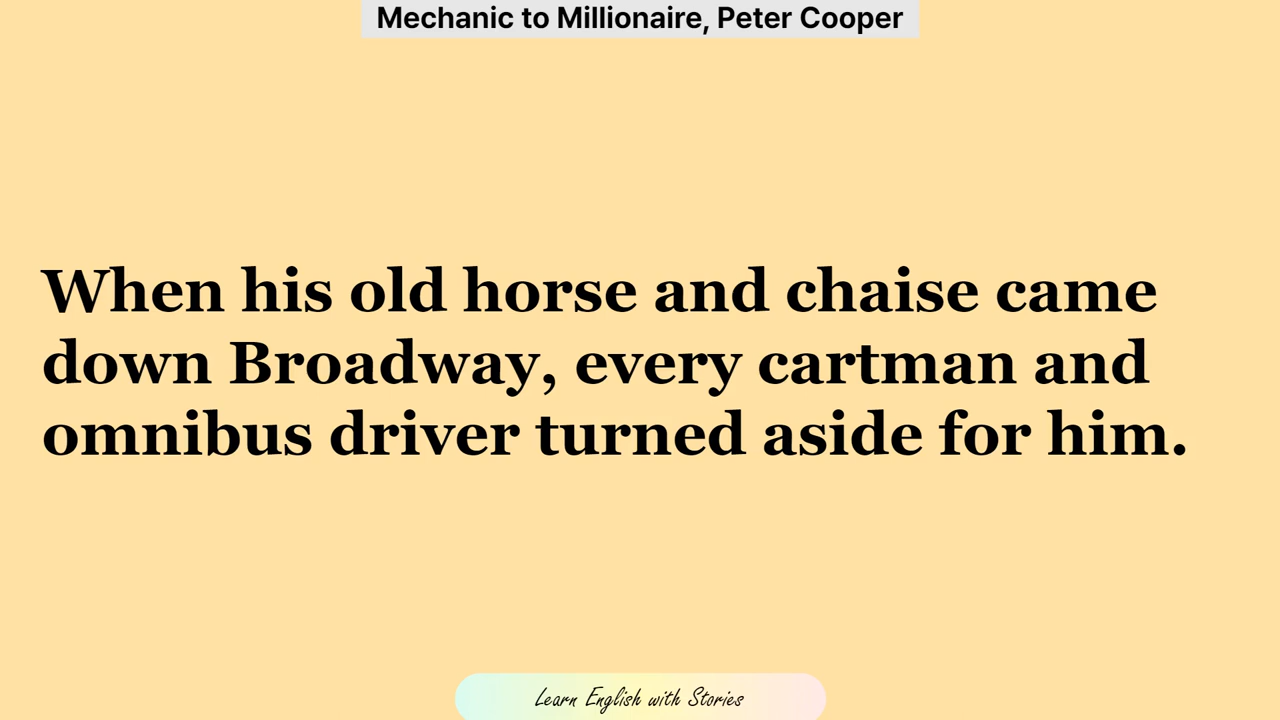 Mechanic to Millionaire, Peter Cooper
When his old horse and chaise came
down Broadway, every cartman and
omnibus driver turned aside for him.
Learn English with Stories